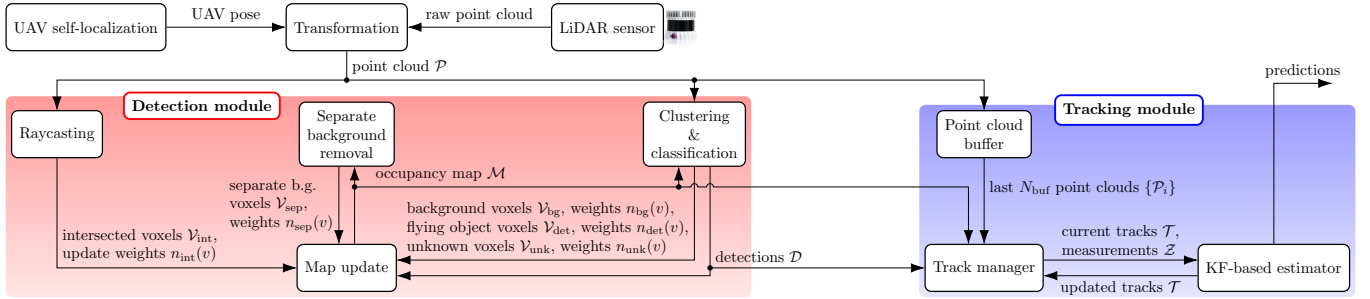 UAV self-localization
UAV pose
Transformation
raw point cloud
LiDAR sensor
point cloud 𝒫
predictions
Detection module
Tracking module
Raycasting
Separate
background
removal
Clustering
&
classification
Point cloud
buffer
occupancy map ℳ
separate b.g.
voxels 𝒱sep,
weights nsep(v)
last Nbuf point clouds {𝒫i}
background voxels 𝒱bg, weights nbg(v),
flying object voxels 𝒱det, weights ndet(v),
unknown voxels 𝒱unk, weights nunk(v)
intersected voxels 𝒱int,
update weights nint(v)
current tracks 𝒯,
measurements 𝒵
Map update
detections 𝒟
Track manager
KF-based estimator
updated tracks 𝒯